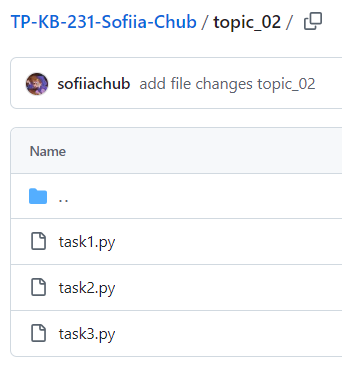 TP-KB-231-Sofiia-Chub / topic_02 /
sofiiachub add file changes topic_02
Name
..
task1.py
task2.py
task3.py